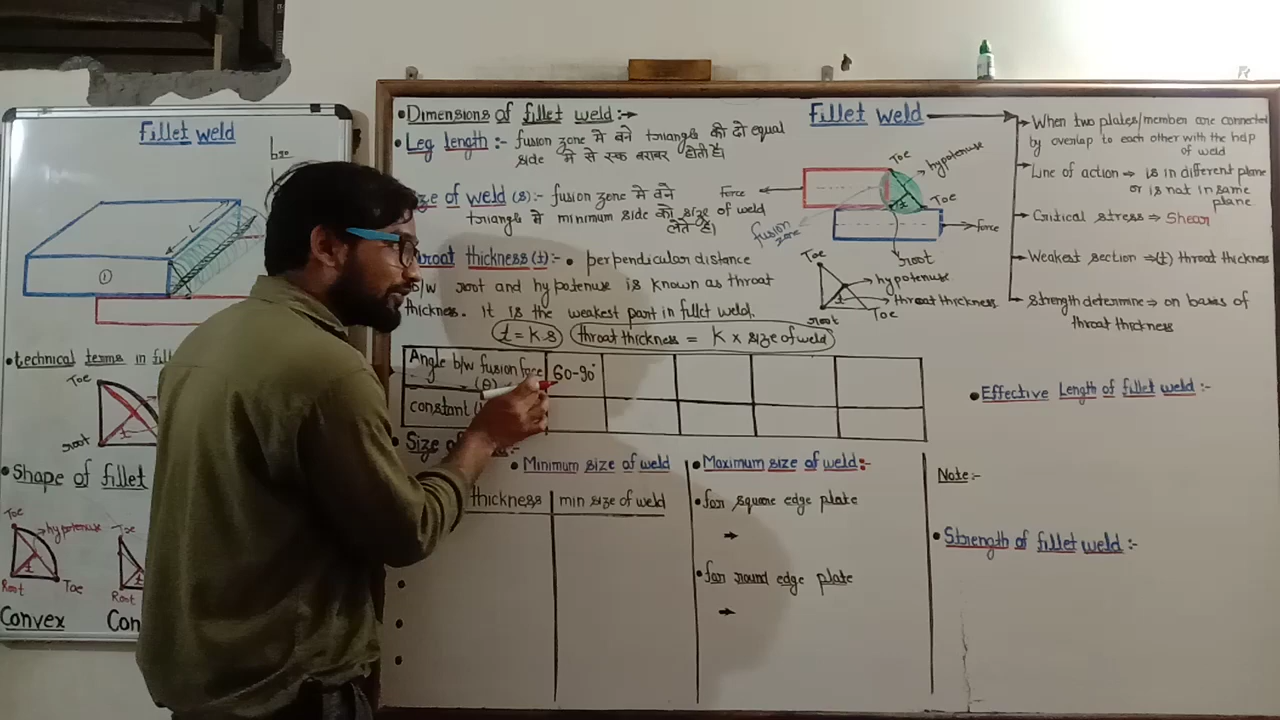 Fillet weld
L
①
technical terms in fil
Toe
root
t
Shape of fillet
Toe
hypotenuse
t
Root
Toe
Convex
Toe
t
Root
Con
Dimensions of fillet weld:→
Leg length :- fusion zone मे बने triangle की दो equal
side मे से एक बराबर होती है।
ize of weld (s):- fusion zone मे बने
triangle मे minimum side को size of weld
लेते है।
roat thickness(t):- • perpendicular distance
b/w root and hypotenuse is known as throat
thickness. it is the weakest part in fillet weld.
t = K.s throat thickness = K × size of weld
Angle b/w fusion face 60-90°
(θ)
constant (
Size of
Minimum size of weld
thickness min size of weld
Maximum size of weld:-
for square edge plate
→
for round edge plate
→
Fillet weld
When two plates/member are connected
by overlap to each other with the help
of weld
Line of action ⇒ is in different plane
or is not in same
plane
Critical stress ⇒ Shear
Weakest section ⇒(t) throat thickness
Strength determine ⇒ on basis of
throat thickness
Toe
hypotenuse
Force
t
Toe
fusion
zone
Force
root
Toe
hypotenuse
throat thickness
t
root
Toe
Effective Length of fillet weld :-
Note:-
Strength of fillet weld :-